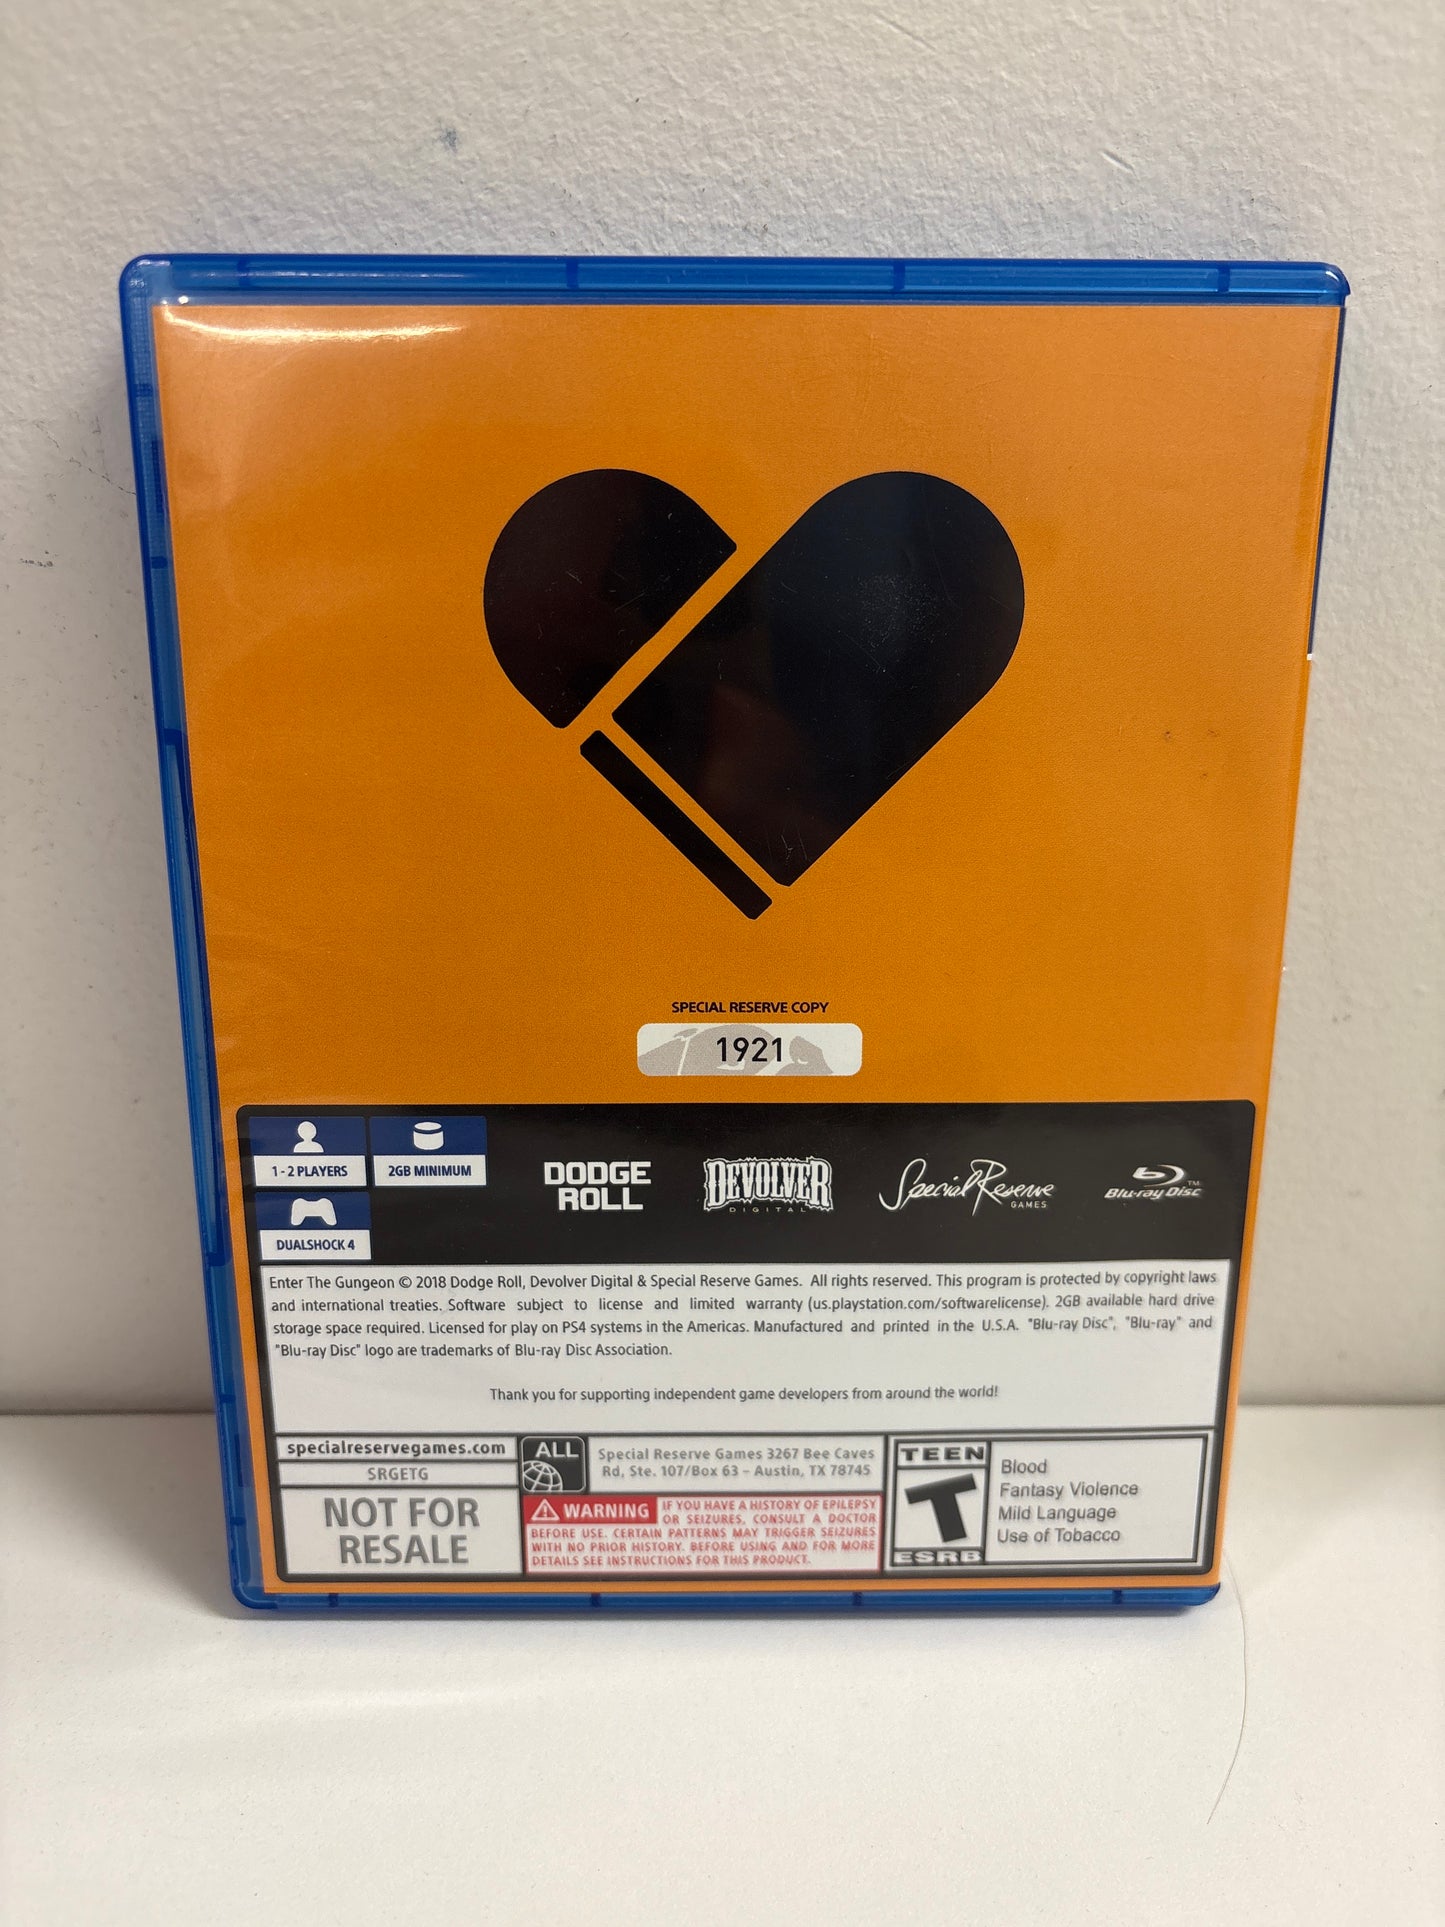 SPECIAL RESERVE COPY
1921
1 - 2 PLAYERS
2GB MINIMUM
DUALSHOCK 4
DODGE
ROLL
DEVOLVER
DIGITAL
Special Reserve
GAMES
Blu-ray Disc™
Enter The Gungeon © 2018 Dodge Roll, Devolver Digital & Special Reserve Games. All rights reserved. This program is protected by copyright laws
and international treaties. Software subject to license and limited warranty (us.playstation.com/softwarelicense). 2GB available hard drive
storage space required. Licensed for play on PS4 systems in the Americas. Manufactured and printed in the U.S.A. "Blu-ray Disc", "Blu-ray" and
"Blu-ray Disc" logo are trademarks of Blu-ray Disc Association.
Thank you for supporting independent game developers from around the world!
specialreservegames.com
SRGETG
NOT FOR
RESALE
ALL
Special Reserve Games 3267 Bee Caves
Rd, Ste. 107/Box 63 – Austin, TX 78745
WARNING IF YOU HAVE A HISTORY OF EPILEPSY
OR SEIZURES, CONSULT A DOCTOR
BEFORE USE. CERTAIN PATTERNS MAY TRIGGER SEIZURES
WITH NO PRIOR HISTORY. BEFORE USING AND FOR MORE
DETAILS SEE INSTRUCTIONS FOR THIS PRODUCT.
TEEN
T
ESRB
Blood
Fantasy Violence
Mild Language
Use of Tobacco